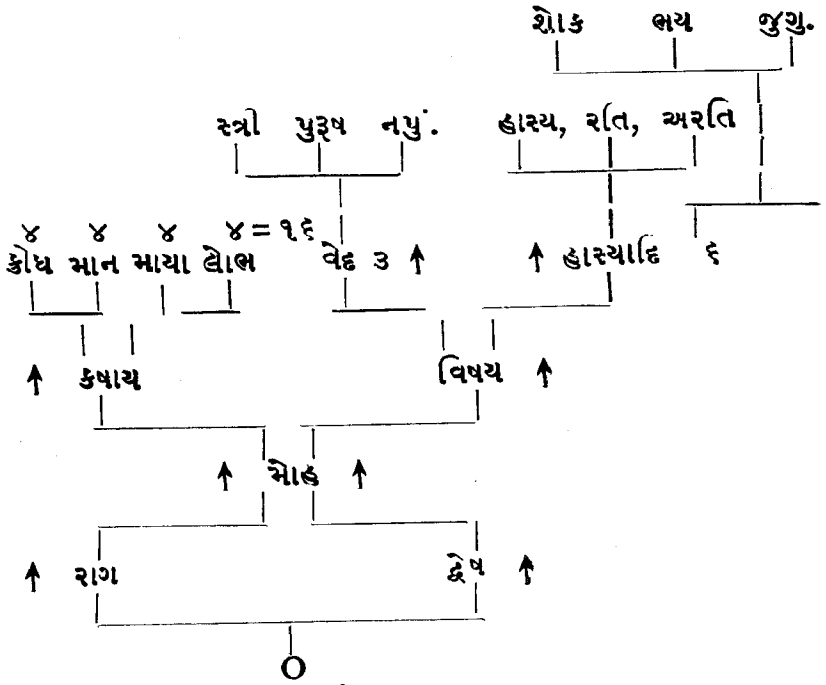 શોક ભય જુગુ.
સ્ત્રી પુરૂષ નપું. હાસ્ય, રતિ, અરતિ
૪ ૪ ૪ ૪ = ૧૬
ક્રોધ માન માયા લોભ વેદ ૩ ↑ ↑ હાસ્યાદિ ૬
↑ કષાય વિષય ↑
↑ મોહ ↑
↑ રાગ દ્વેષ ↑
O